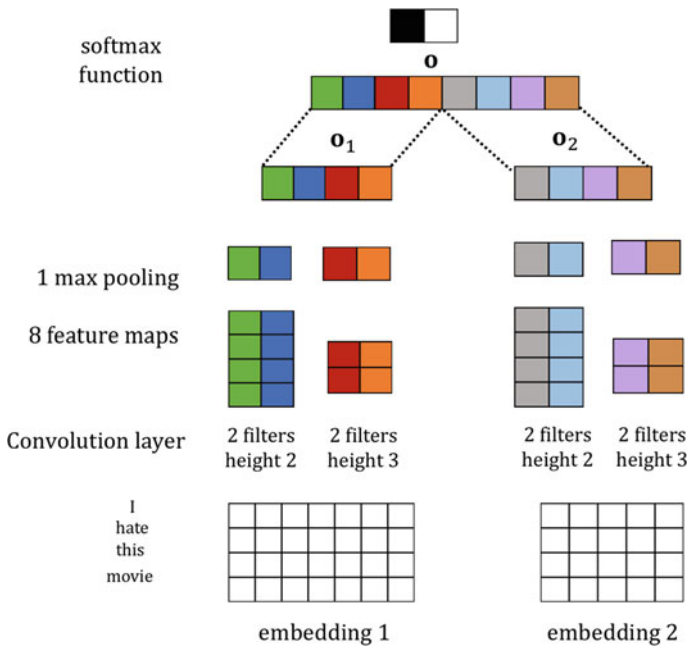 softmax
function
o
o₁
o₂
1 max pooling
8 feature maps
Convolution layer
2 filters
height 2
2 filters
height 3
2 filters
height 2
2 filters
height 3
I
hate
this
movie
embedding 1
embedding 2